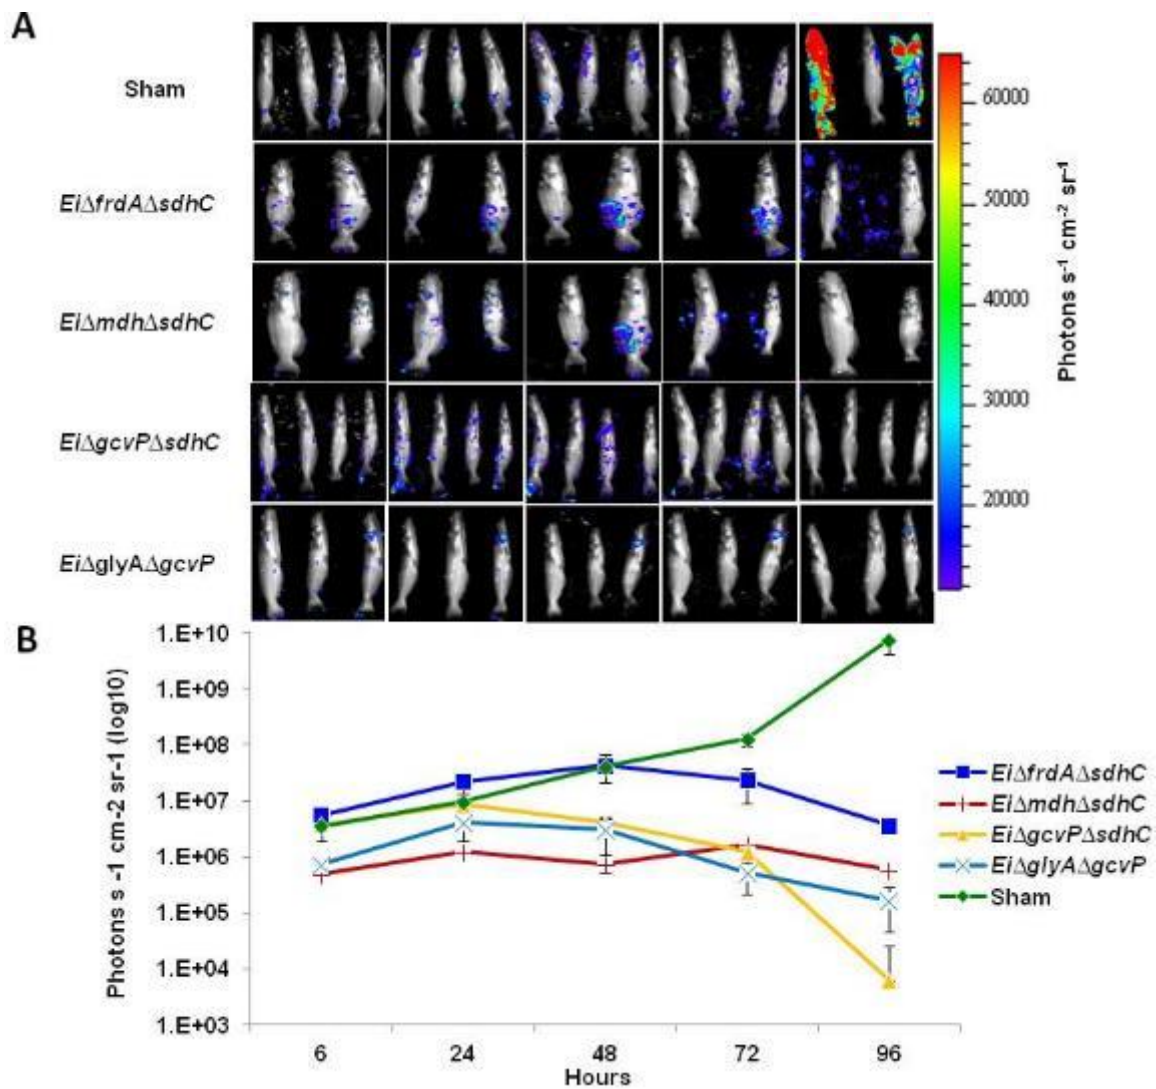 A
Sham
EiΔfrdAΔsdhC
EiΔmdhΔsdhC
EiΔgcvPΔsdhC
EiΔglyAΔgcvP
60000
50000
40000
30000
20000
Photons s-1 cm-2 sr-1
B
1.E+10
1.E+09
1.E+08
1.E+07
1.E+06
1.E+05
1.E+04
1.E+03
Photons s -1 cm-2 sr-1 (log10)
6 24 48 72 96
Hours
EiΔfrdAΔsdhC
EiΔmdhΔsdhC
EiΔgcvPΔsdhC
EiΔglyAΔgcvP
Sham